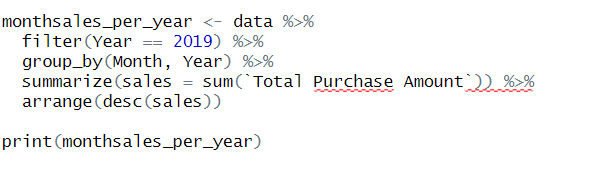 monthsales_per_year <- data %>%
  filter(Year == 2019) %>%
  group_by(Month, Year) %>%
  summarize(sales = sum(`Total Purchase Amount`)) %>%
  arrange(desc(sales))

print(monthsales_per_year)